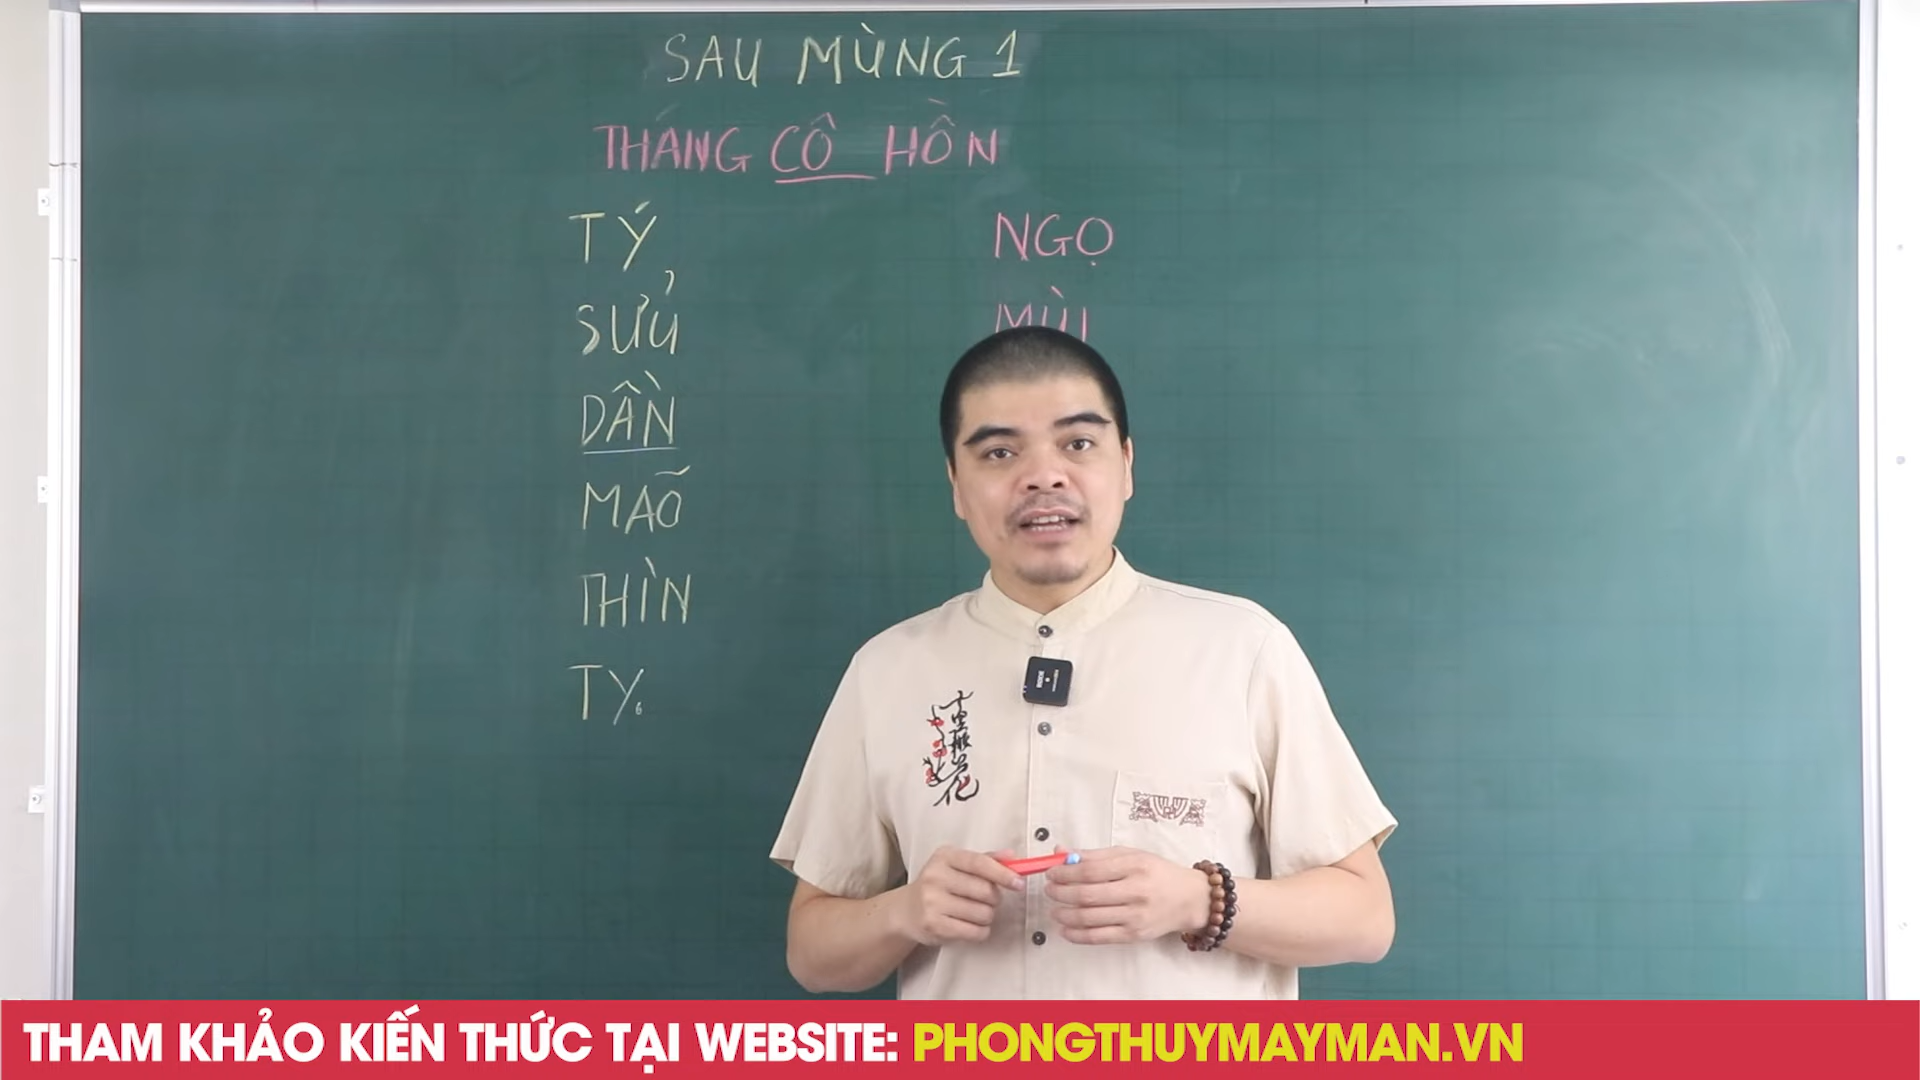 SAU MÙNG 1
THÁNG CÔ HỒN
TÝ
SỬU
DẦN
MÃO
THÌN
TỴ
NGỌ
MÙI
THAM KHẢO KIẾN THỨC TẠI WEBSITE: PHONGTHUYMAYMAN.VN